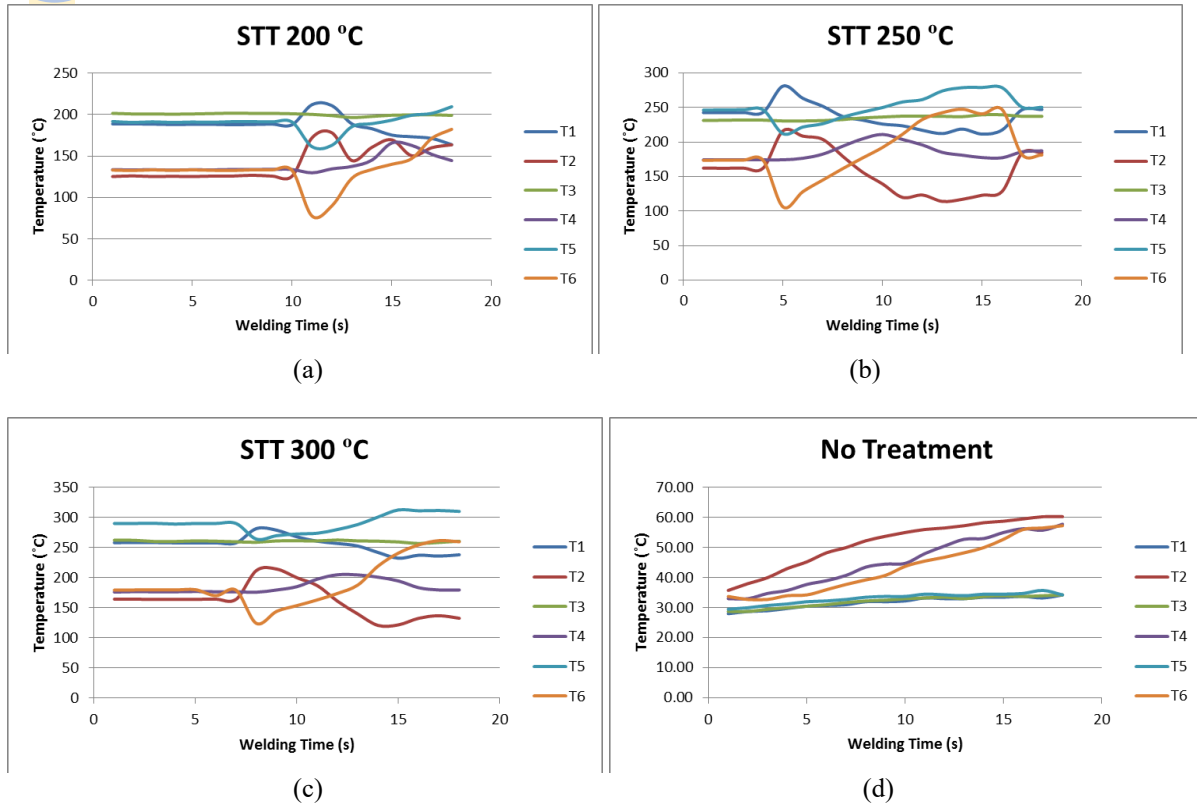 STT 200 °C
250
200
150
100
50
0
0 5 10 15 20
Temperature (˚C)
Welding Time (s)
T1
T2
T3
T4
T5
T6
(a)
STT 250 °C
300
250
200
150
100
50
0
0 5 10 15 20
Temperature (˚C)
Welding Time (s)
T1
T2
T3
T4
T5
T6
(b)
STT 300 °C
350
300
250
200
150
100
50
0
0 5 10 15 20
Temperature (˚C)
Welding Time (s)
T1
T2
T3
T4
T5
T6
(c)
No Treatment
70.00
60.00
50.00
40.00
30.00
20.00
10.00
0.00
0 5 10 15 20
Temperature (˚C)
Welding Time (s)
T1
T2
T3
T4
T5
T6
(d)